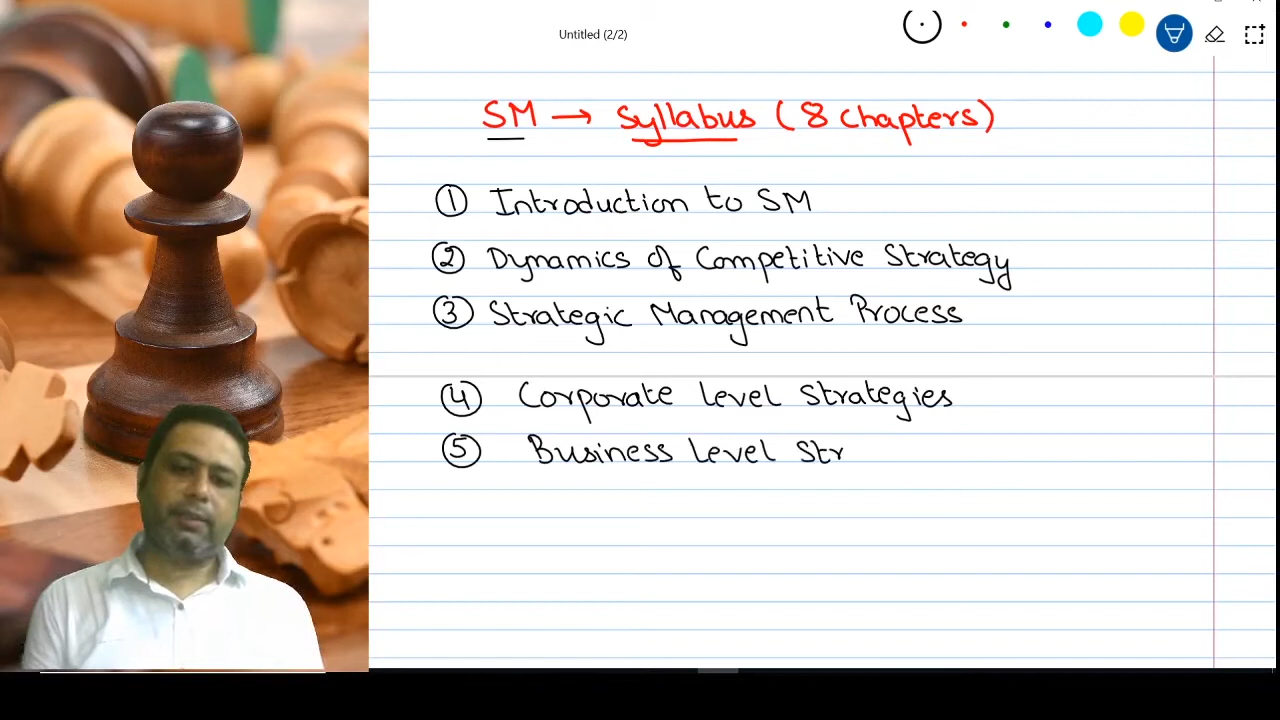 Untitled (2/2)
SM → Syllabus (8 chapters)
① Introduction to SM
② Dynamics of Competitive Strategy
③ Strategic Management Process
④ Corporate Level Strategies
⑤ Business Level Str